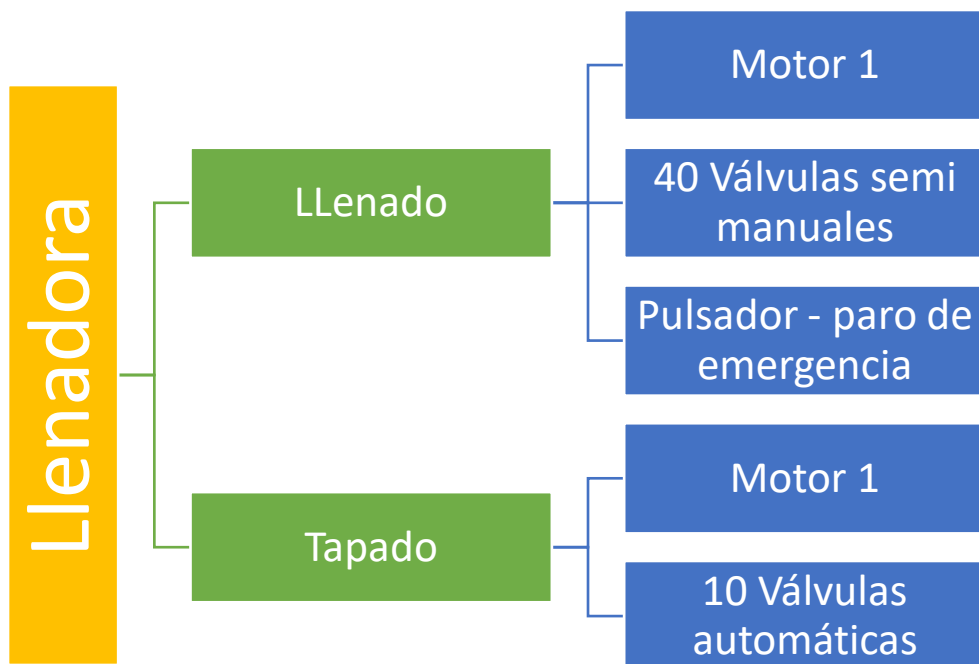 Llenadora
LLenado
Motor 1
40 Válvulas semi
manuales
Pulsador - paro de
emergencia
Tapado
Motor 1
10 Válvulas
automáticas